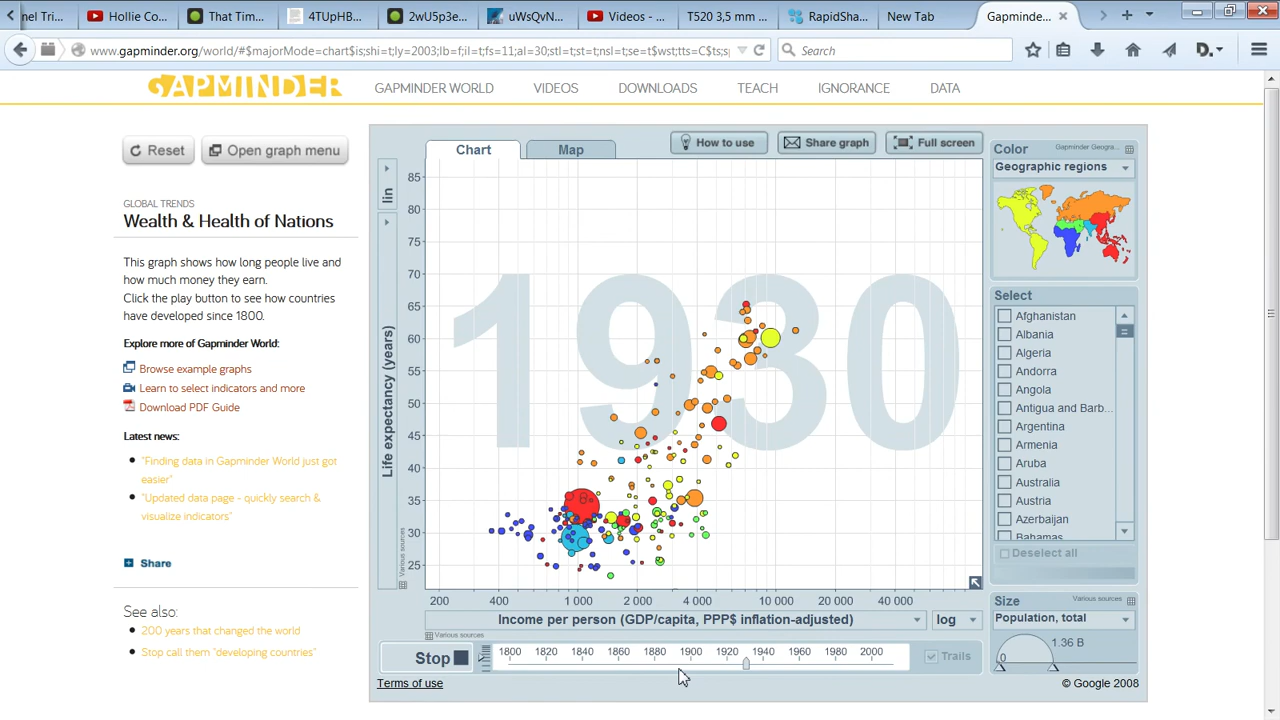 nel Tri...
Hollie Co...
That Tim...
4TUpHB...
2wU5p3e...
uWsQvN...
Videos - ...
T520 3,5 mm ...
RapidSha...
New Tab
Gapminde...
www.gapminder.org/world/#$majorMode=chart$is;shi=t;ly=2003;lb=f;il=t;fs=11;al=30;stl=t;st=t;nsl=t;se=t$wst;tts=C$ts;s
Search
D.
GAPMINDER
GAPMINDER WORLD
VIDEOS
DOWNLOADS
TEACH
IGNORANCE
DATA
Reset
Open graph menu
GLOBAL TRENDS
Wealth & Health of Nations
This graph shows how long people live and
how much money they earn.
Click the play button to see how countries
have developed since 1800.
Explore more of Gapminder World:
Browse example graphs
Learn to select indicators and more
Download PDF Guide
Latest news:
"Finding data in Gapminder World just got
easier"
"Updated data page - quickly search &
visualize indicators"
Share
See also:
200 years that changed the world
Stop call them "developing countries"
Chart
Map
How to use
Share graph
Full screen
lin
Life expectancy (years)
Various sources
85
80
75
70
65
60
55
50
45
40
35
30
25
1930
200
400
1 000
2 000
4 000
10 000
20 000
40 000
Income per person (GDP/capita, PPP$ inflation-adjusted)
log
Various sources
Stop
1800
1820
1840
1860
1880
1900
1920
1940
1960
1980
2000
Trails
Terms of use
© Google 2008
Color
Gapminder Geogra...
Geographic regions
Select
Afghanistan
Albania
Algeria
Andorra
Angola
Antigua and Barb...
Argentina
Armenia
Aruba
Australia
Austria
Azerbaijan
Bahamas
Deselect all
Size
Various sources
Population, total
1.36 B
0